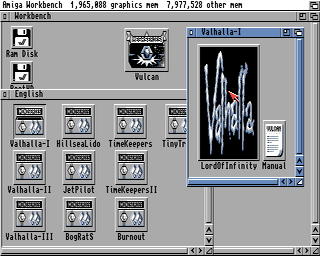 Amiga Workbench 1,965,088 graphics mem 7,977,528 other mem
Workbench
Ram Disk
Vulcan
English
Valhalla-I HillseaLido TimeKeepers TinyTr
Valhalla-II JetPilot TimeKeepersII
Valhalla-III BogRatS Burnout
Valhalla-I
Valhalla
VULCAN
LordOfInfinity Manual